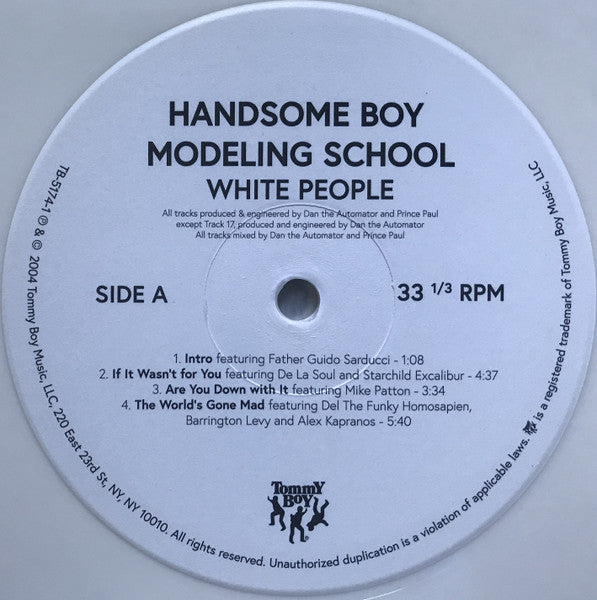 HANDSOME BOY
MODELING SCHOOL
WHITE PEOPLE
All tracks produced & engineered by Dan the Automator and Prince Paul
except Track 17, produced and engineered by Dan the Automator
All tracks mixed by Dan the Automator and Prince Paul
SIDE A
33 1/3 RPM
1. Intro featuring Father Guido Sarducci - 1:08
2. If It Wasn't for You featuring De La Soul and Starchild Excalibur - 4:37
3. Are You Down with It featuring Mike Patton - 3:34
4. The World's Gone Mad featuring Del The Funky Homosapien,
Barrington Levy and Alex Kapranos - 5:40
TOMMY
BOY
®
TB-5174-1 ℗ & © 2004 Tommy Boy Music, LLC, 220 East 23rd St, NY, NY 10010. All rights reserved. Unauthorized duplication is a violation of applicable laws. is a registered trademark of Tommy Boy Music, LLC